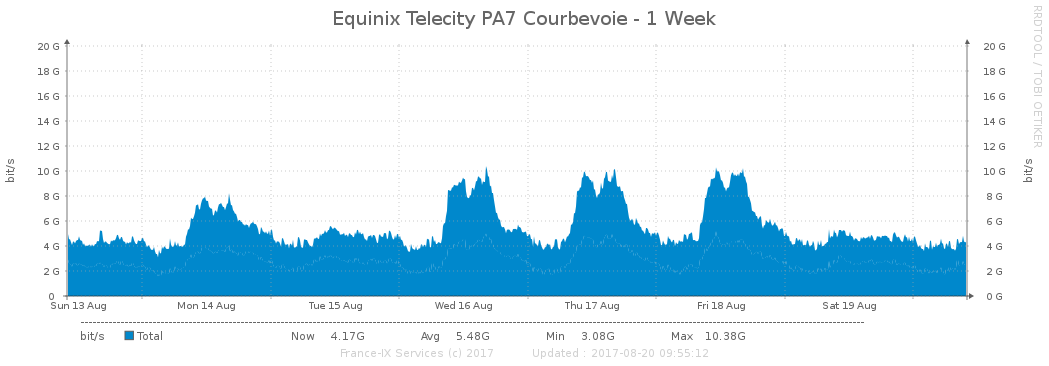 Equinix Telecity PA7 Courbevoie - 1 Week
RRDTOOL / TOBI OETIKER
bit/s
bit/s
20 G 20 G
18 G 18 G
16 G 16 G
14 G 14 G
12 G 12 G
10 G 10 G
8 G 8 G
6 G 6 G
4 G 4 G
2 G 2 G
0 0 G
Sun 13 Aug Mon 14 Aug Tue 15 Aug Wed 16 Aug Thu 17 Aug Fri 18 Aug Sat 19 Aug
bit/s Total Now 4.17G Avg 5.48G Min 3.08G Max 10.38G
France-IX Services (c) 2017 Updated : 2017-08-20 09:55:12